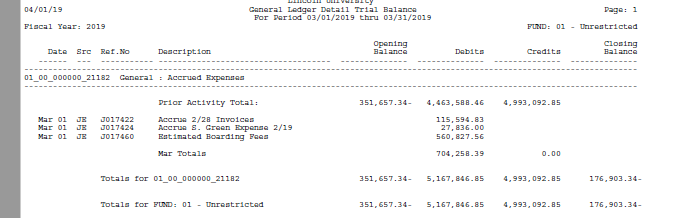 Lincoln University
04/01/19 General Ledger Detail Trial Balance Page: 1
For Period 03/01/2019 thru 03/31/2019
Fiscal Year: 2019 FUND: 01 - Unrestricted
Opening Closing
Date Src Ref.No Description Balance Debits Credits Balance
01_00_000000_21182 General : Accrued Expenses
Prior Activity Total: 351,657.34- 4,463,588.46 4,993,092.85
Mar 01 JE J017422 Accrue 2/28 Invoices 115,594.83
Mar 01 JE J017424 Accrue S. Green Expense 2/19 27,836.00
Mar 01 JE J017460 Estimated Boarding Fees 560,827.56
Mar Totals 704,258.39 0.00
Totals for 01_00_000000_21182 351,657.34- 5,167,846.85 4,993,092.85 176,903.34-
Totals for FUND: 01 - Unrestricted 351,657.34- 5,167,846.85 4,993,092.85 176,903.34-